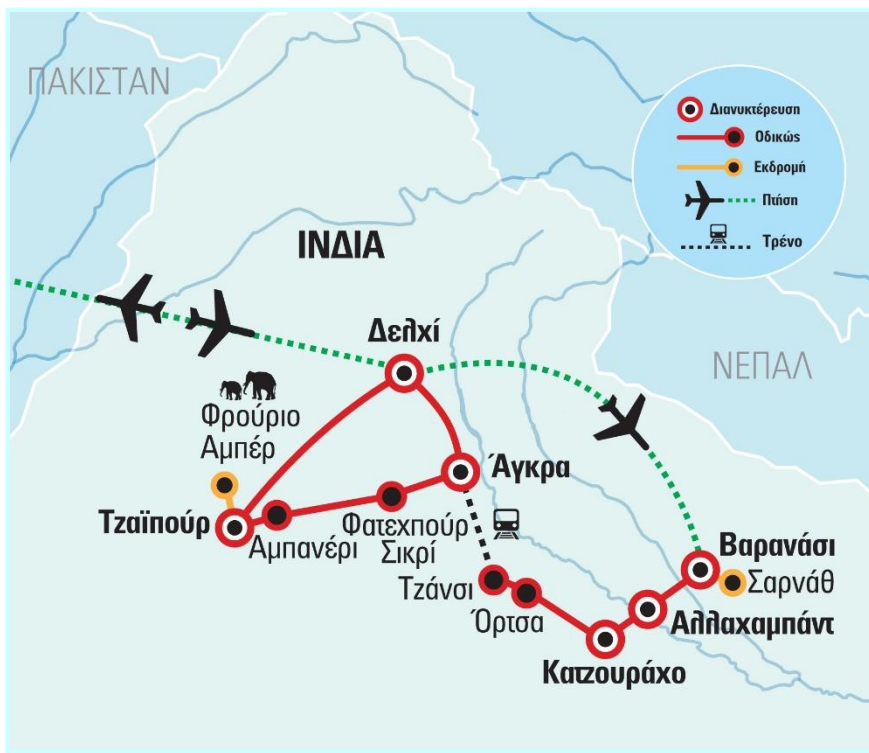 ΠΑΚΙΣΤΑΝ
Διανυκτέρευση
Οδικώς
Εκδρομή
Πτήση
Τρένο
ΙΝΔΙΑ
Δελχί
ΝΕΠΑΛ
Φρούριο
Αμπέρ
Άγκρα
Τζαϊπούρ
Αμπανέρι
Φατεχπούρ
Σικρί
Βαρανάσι
Σαρνάθ
Τζάνσι
Όρτσα
Αλλαχαμπάντ
Κατζουράχο